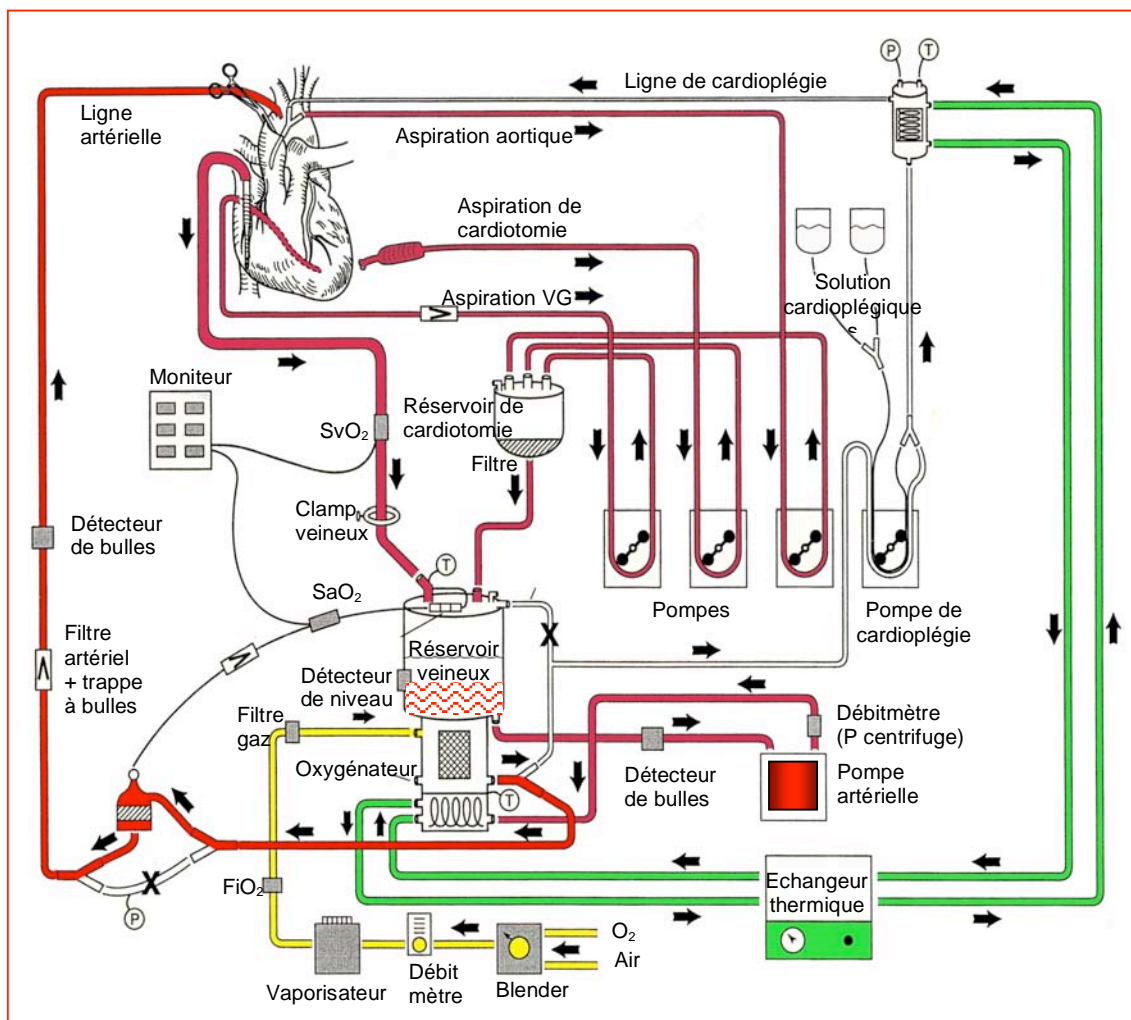 P
T
Ligne de cardioplégie
Ligne
artérielle
Aspiration aortique
Aspiration de
cardiotomie
Aspiration VG
Solution
cardioplégique
s
Moniteur
SvO2
Réservoir de
cardiotomie
Filtre
Clamp
veineux
T
Détecteur
de bulles
SaO2
Pompes
Pompe de
cardioplégie
X
Filtre
artériel
+ trappe
à bulles
Réservoir
veineux
Détecteur
de niveau
Filtre
gaz
Débitmètre
(P centrifuge)
Oxygénateur
Détecteur
de bulles
Pompe
artérielle
T
X
P
FiO2
Echangeur
thermique
O2
Air
Vaporisateur
Débit
mètre
Blender